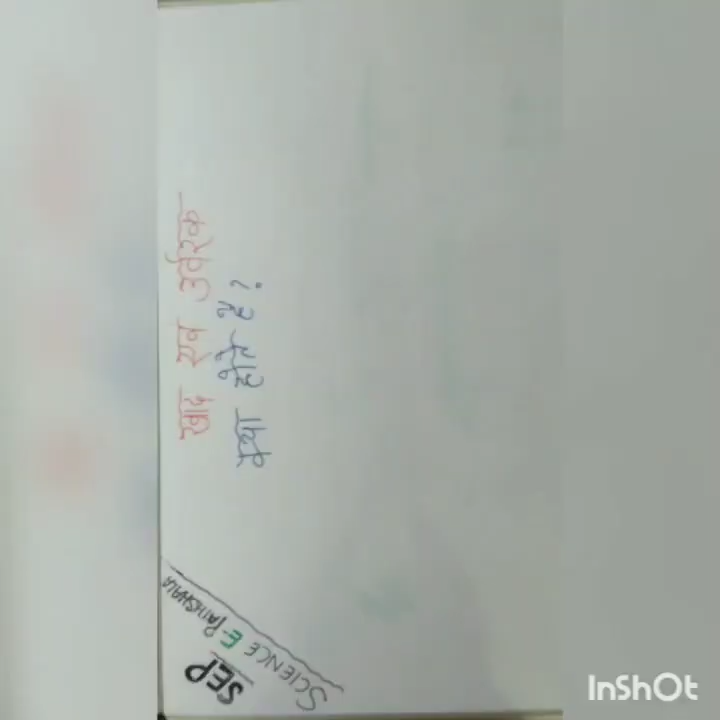 खाद एवं उर्वरक
क्या होते है ?
SEP
SCIENCE E-PATHSHALA
InShOt